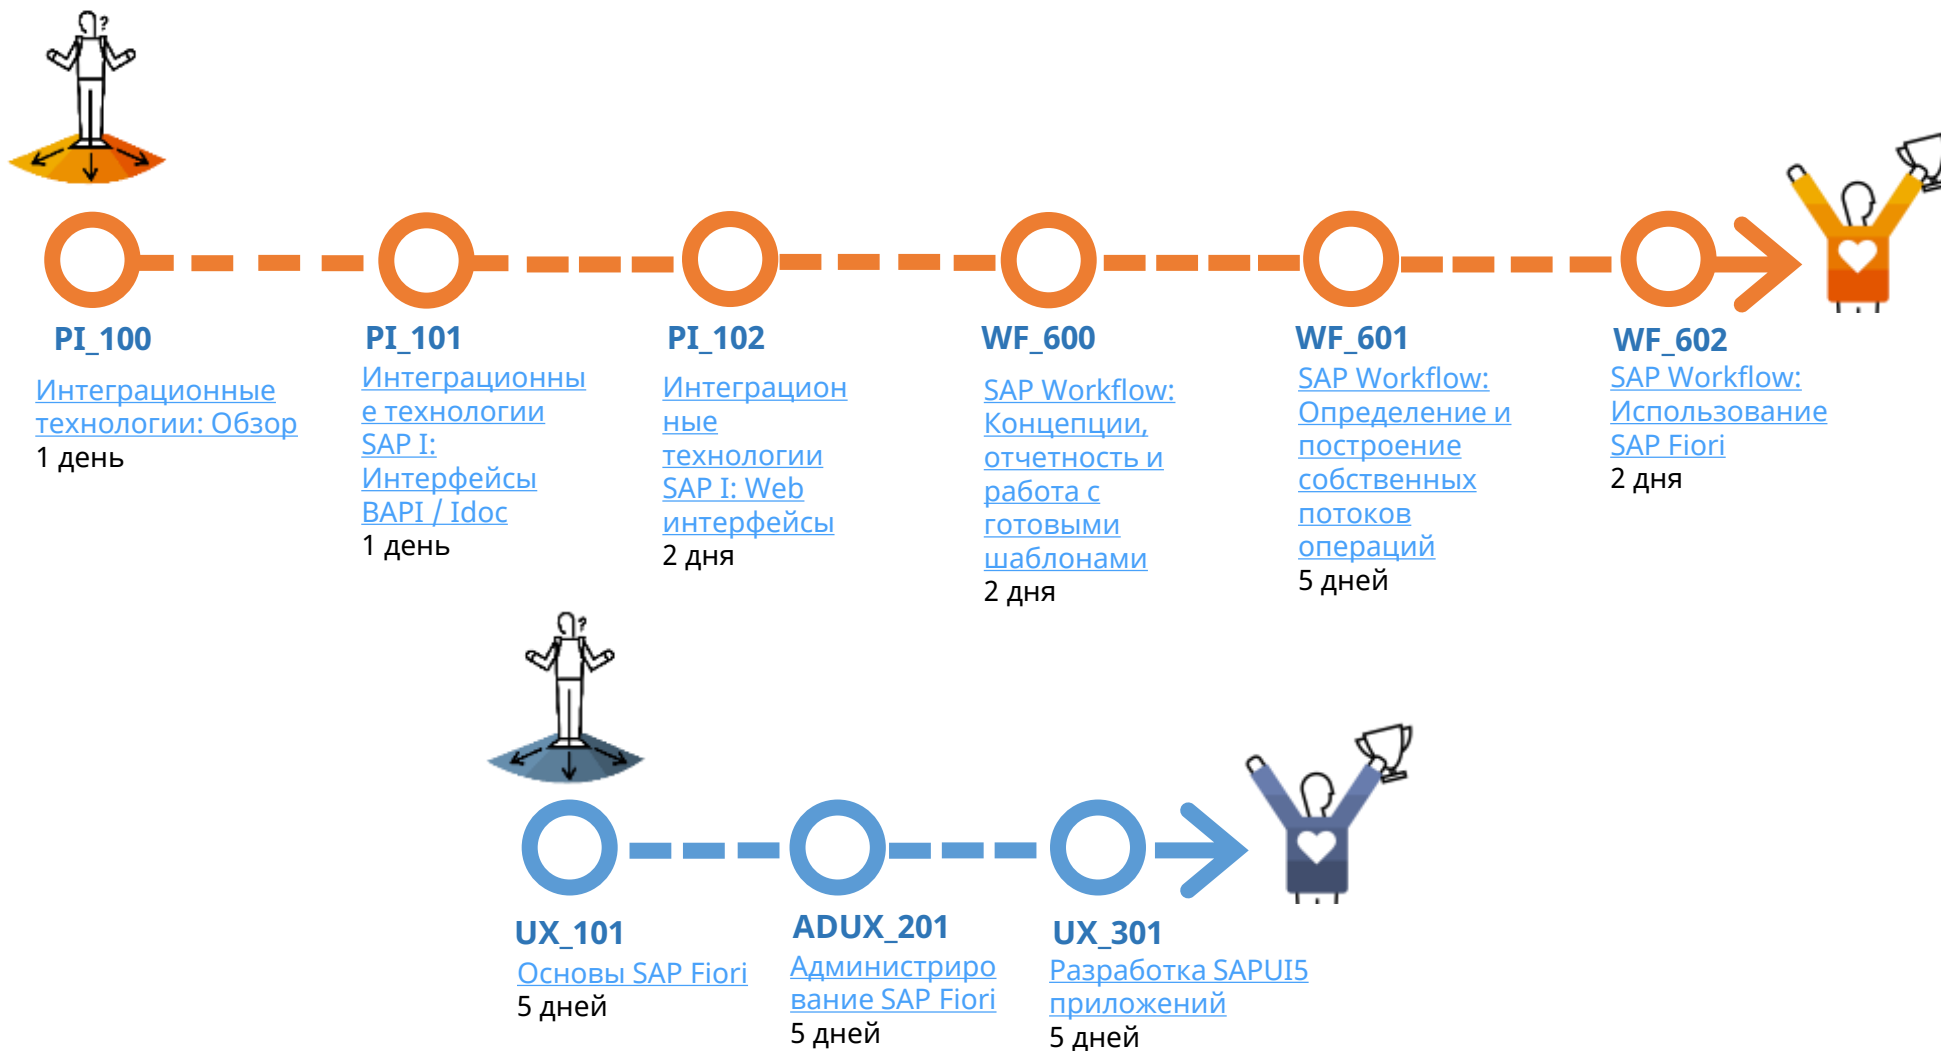 PI_100
Интеграционные
технологии: Обзор
1 день
PI_101
Интеграционны
е технологии
SAP I:
Интерфейсы
BAPI / Idoc
1 день
PI_102
Интеграцион
ные
технологии
SAP I: Web
интерфейсы
2 дня
WF_600
SAP Workflow:
Концепции,
отчетность и
работа с
готовыми
шаблонами
2 дня
WF_601
SAP Workflow:
Определение и
построение
собственных
потоков
операций
5 дней
WF_602
SAP Workflow:
Использование
SAP Fiori
2 дня
UX_101
Основы SAP Fiori
5 дней
ADUX_201
Администриро
вание SAP Fiori
5 дней
UX_301
Разработка SAPUI5
приложений
5 дней